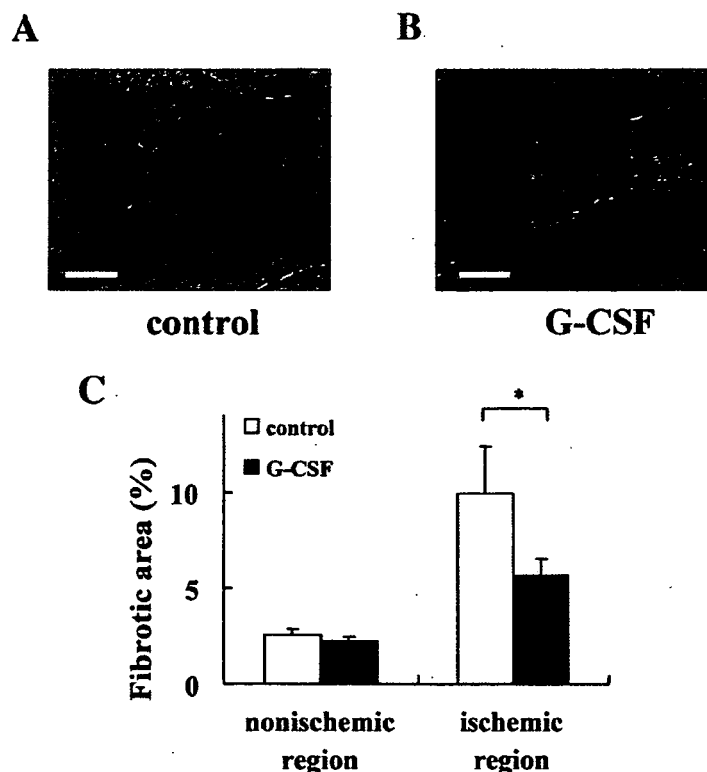 A
B
control
G-CSF
C
control
G-CSF
*
Fibrotic area (%)
10
5
0
nonischemic
region
ischemic
region